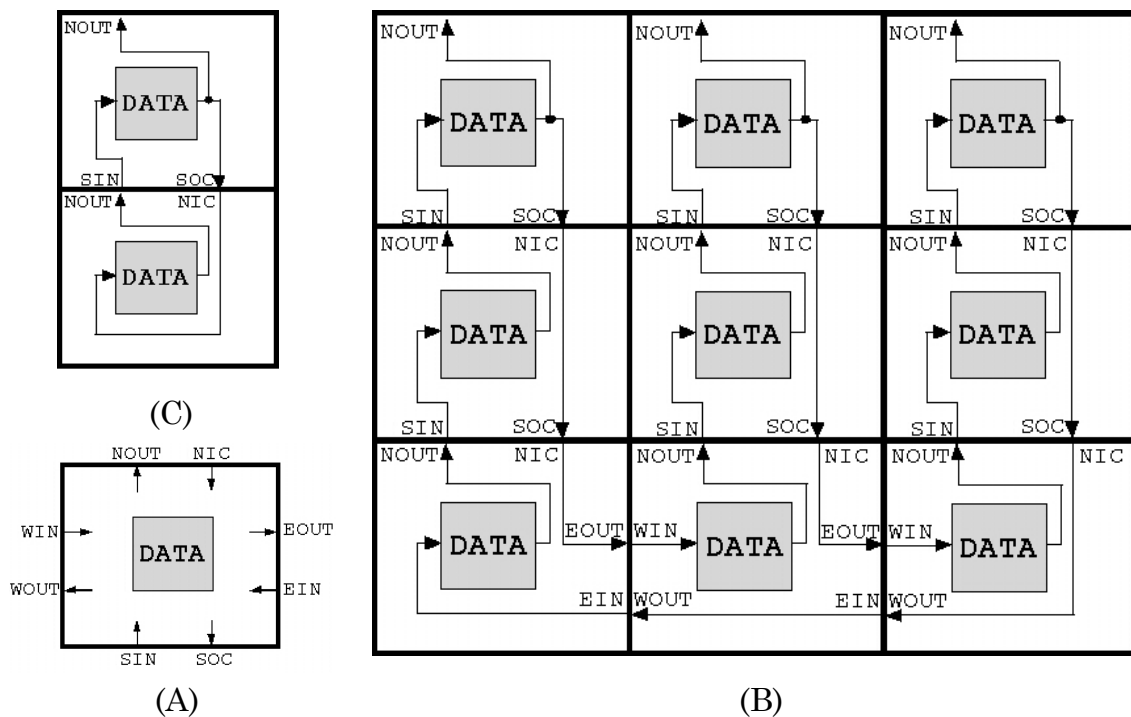 NOUT
DATA
SIN SOC
NOUT NIC
DATA
(C)
NOUT NIC
WIN EOUT
DATA
WOUT EIN
SIN SOC
(A)
NOUT NOUT NOUT
DATA DATA DATA
SIN SOC SIN SOC SIN SOC
NOUT NIC NOUT NIC NOUT NIC
DATA DATA DATA
SIN SOC SIN SOC SIN SOC
NOUT NIC NOUT NIC NOUT NIC
EOUT WIN EOUT WIN
DATA DATA DATA
EIN WOUT EIN WOUT
(B)